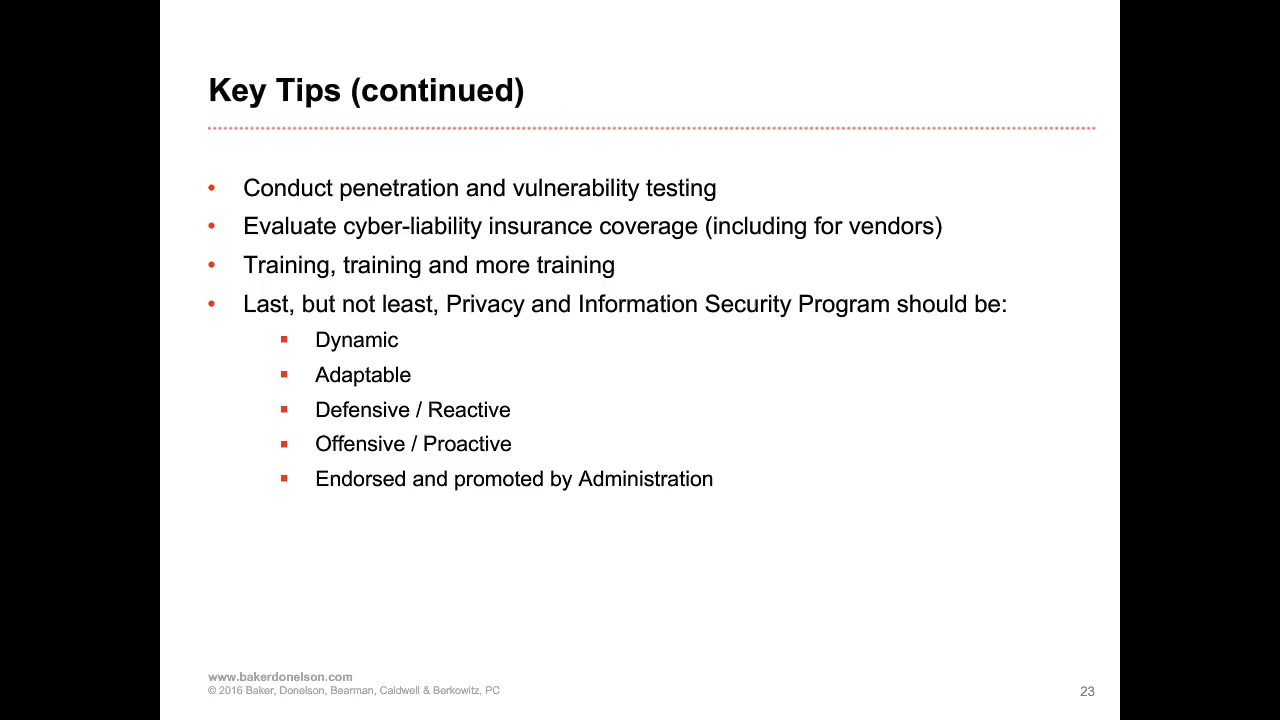 Key Tips (continued)
• Conduct penetration and vulnerability testing
• Evaluate cyber-liability insurance coverage (including for vendors)
• Training, training and more training
• Last, but not least, Privacy and Information Security Program should be:
▪ Dynamic
▪ Adaptable
▪ Defensive / Reactive
▪ Offensive / Proactive
▪ Endorsed and promoted by Administration
www.bakerdonelson.com
© 2016 Baker, Donelson, Bearman, Caldwell & Berkowitz, PC
23